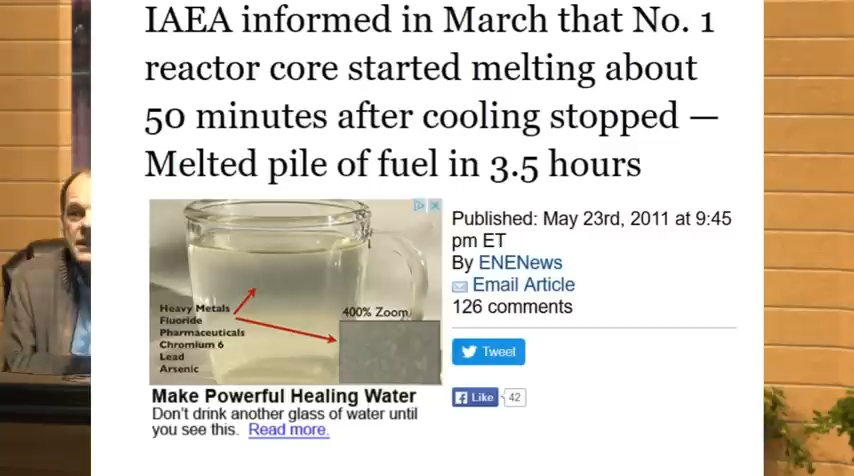 IAEA informed in March that No. 1
reactor core started melting about
50 minutes after cooling stopped —
Melted pile of fuel in 3.5 hours
Heavy Metals
Fluoride
Pharmaceuticals
Chromium 6
Lead
Arsenic
400% Zoom
Make Powerful Healing Water
Don't drink another glass of water until
you see this. Read more.
Published: May 23rd, 2011 at 9:45
pm ET
By ENENews
Email Article
126 comments
Tweet
Like
42